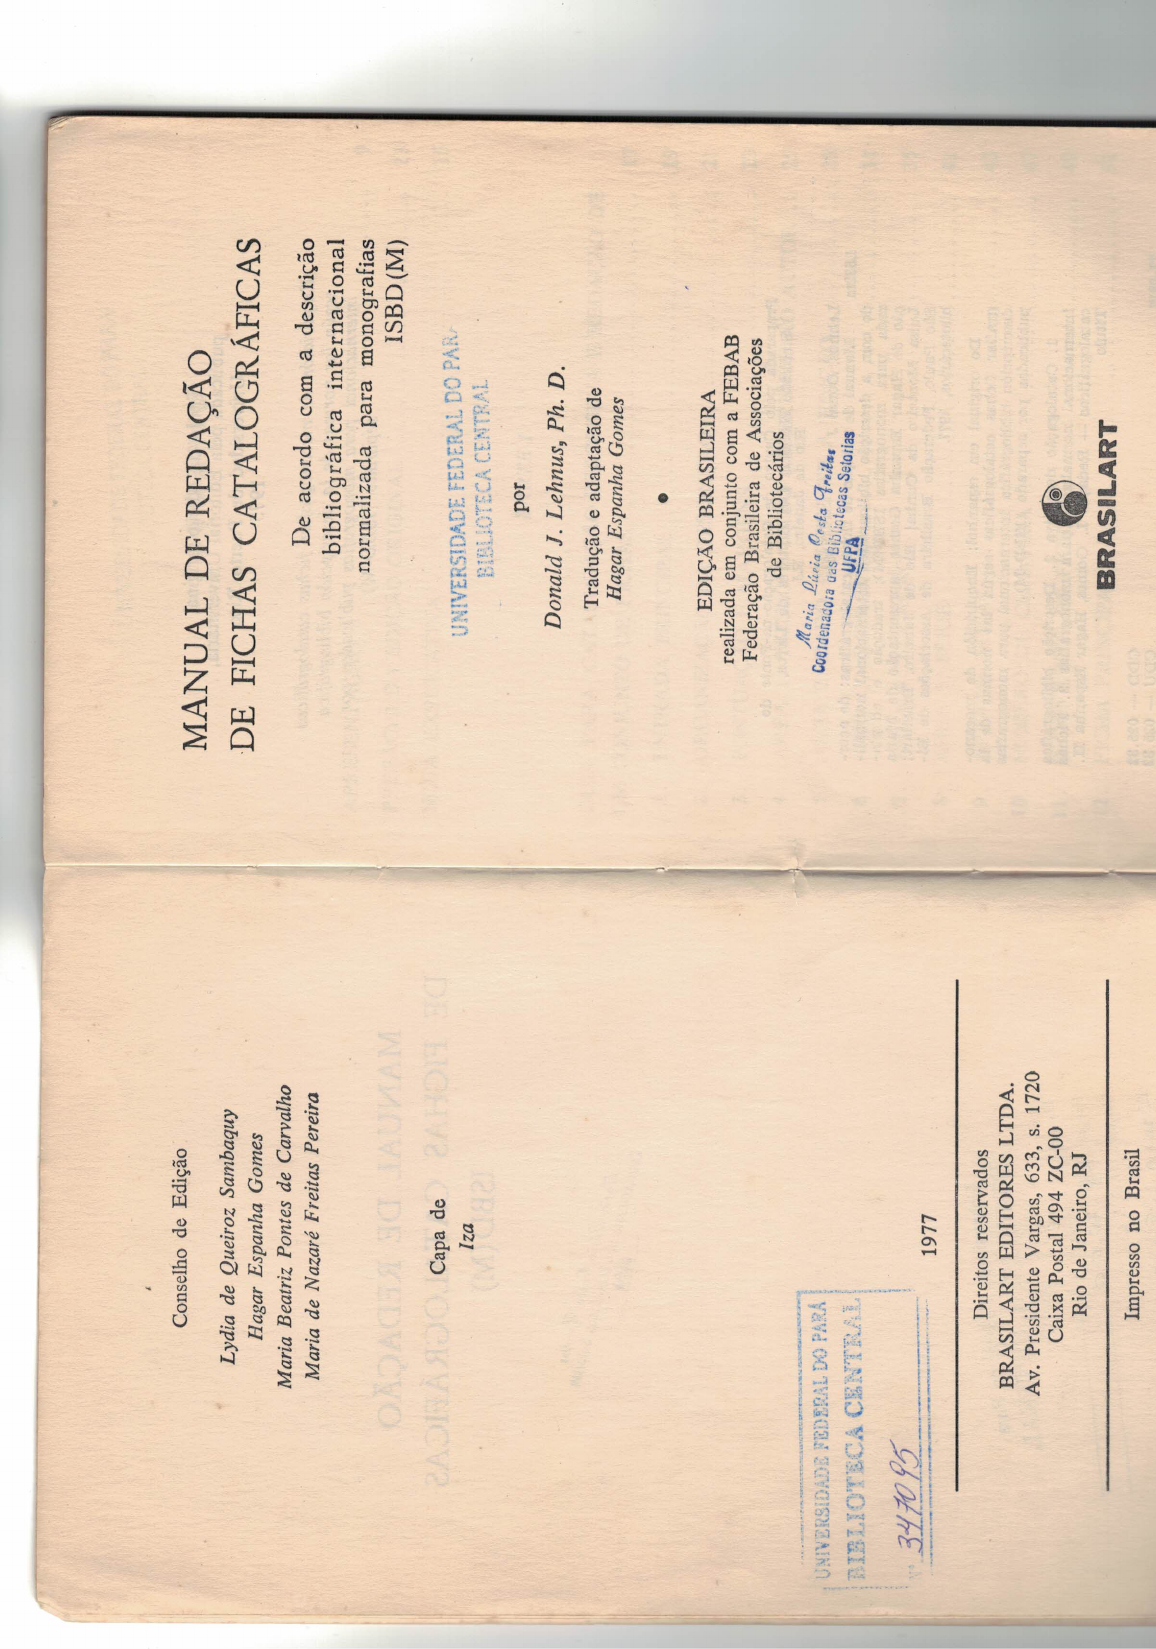 Conselho de Edição
Lydia de Queiroz Sambaquy
Hagar Espanha Gomes
Maria Beatriz Pontes de Carvalho
Maria de Nazaré Freitas Pereira
Capa de
Iza
UNIVERSIDADE FEDERAL DO PARÁ
BIBLIOTECA CENTRAL
347095
1977
Direitos reservados
BRASILART EDITORES LTDA.
Av. Presidente Vargas, 633, s. 1720
Caixa Postal 494 ZC-00
Rio de Janeiro, RJ
Impresso no Brasil
MANUAL DE REDAÇÃO
DE FICHAS CATALOGRÁFICAS
De acordo com a descrição
bibliográfica internacional
normalizada para monografias
ISBD(M)
UNIVERSIDADE FEDERAL DO PAR
BIBLIOTECA CENTRAL
por
Donald J. Lehnus, Ph. D.
Tradução e adaptação de
Hagar Espanha Gomes
EDIÇÃO BRASILEIRA
realizada em conjunto com a FEBAB
Federação Brasileira de Associações
de Bibliotecários
Maria Lúcia Freitas
Coordenadora das Bibliotecas Setorias
UFPA
BRASILART